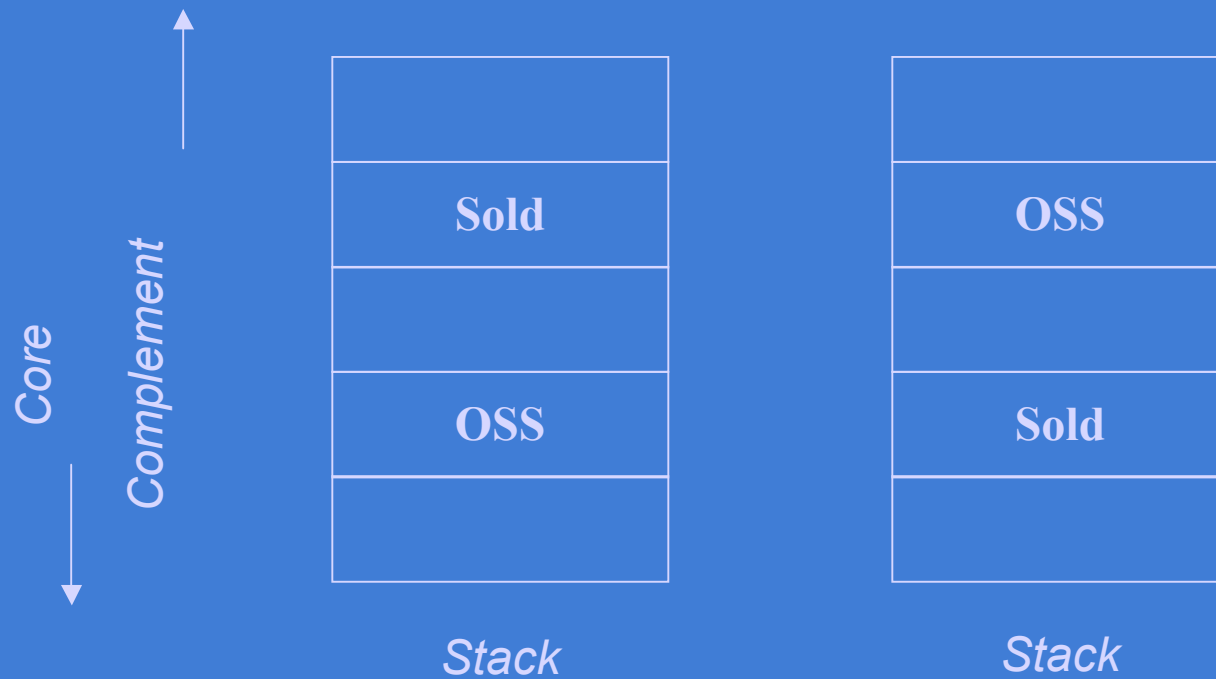 Core
Complement
Sold
OSS
Stack
OSS
Sold
Stack